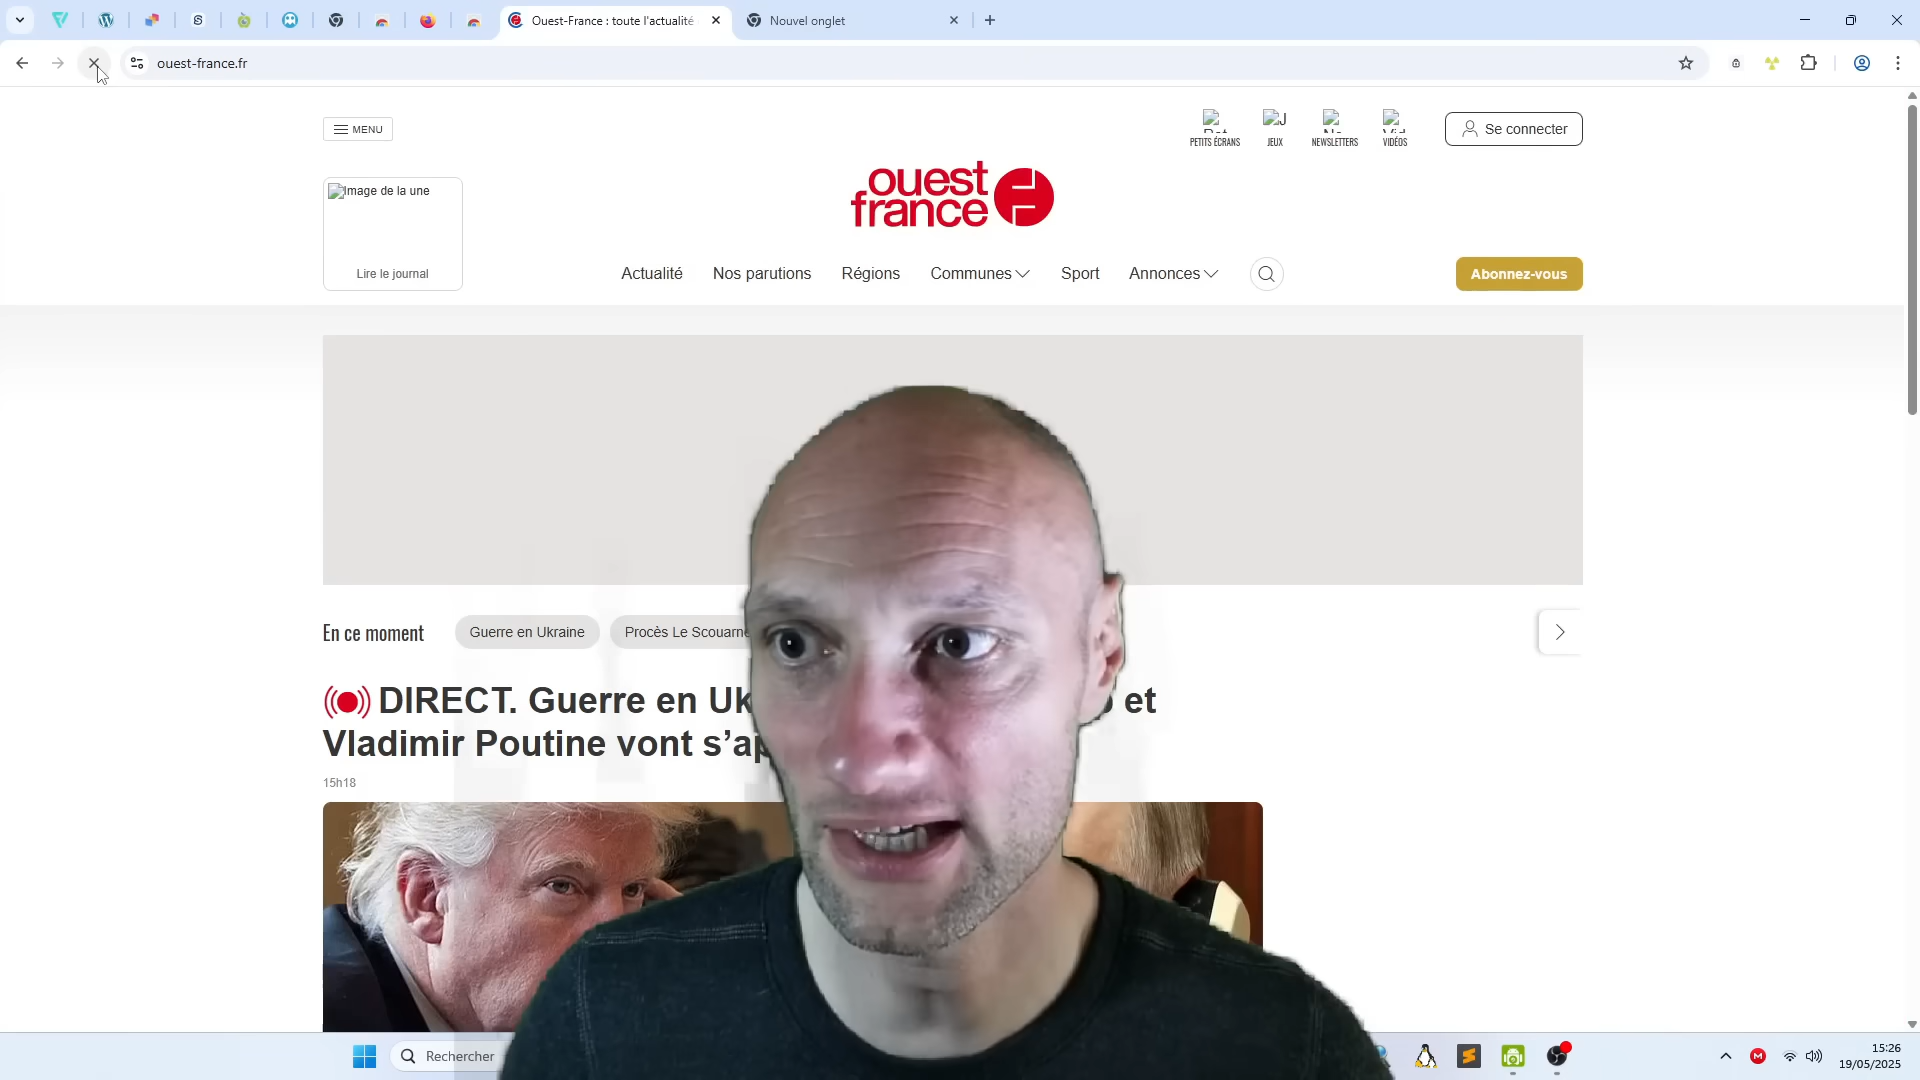 Ouest-France : toute l'actualité
Nouvel onglet
ouest-france.fr
MENU
PETITS ÉCRANS
JEUX
NEWSLETTERS
VIDÉOS
Se connecter
Image de la une
Lire le journal
ouest
france
Actualité
Nos parutions
Régions
Communes
Sport
Annonces
Abonnez-vous
En ce moment
Guerre en Ukraine
Procès Le Scouarne
DIRECT. Guerre en Uk
et
Vladimir Poutine vont s’ap
15h18
Rechercher
15:26
19/05/2025